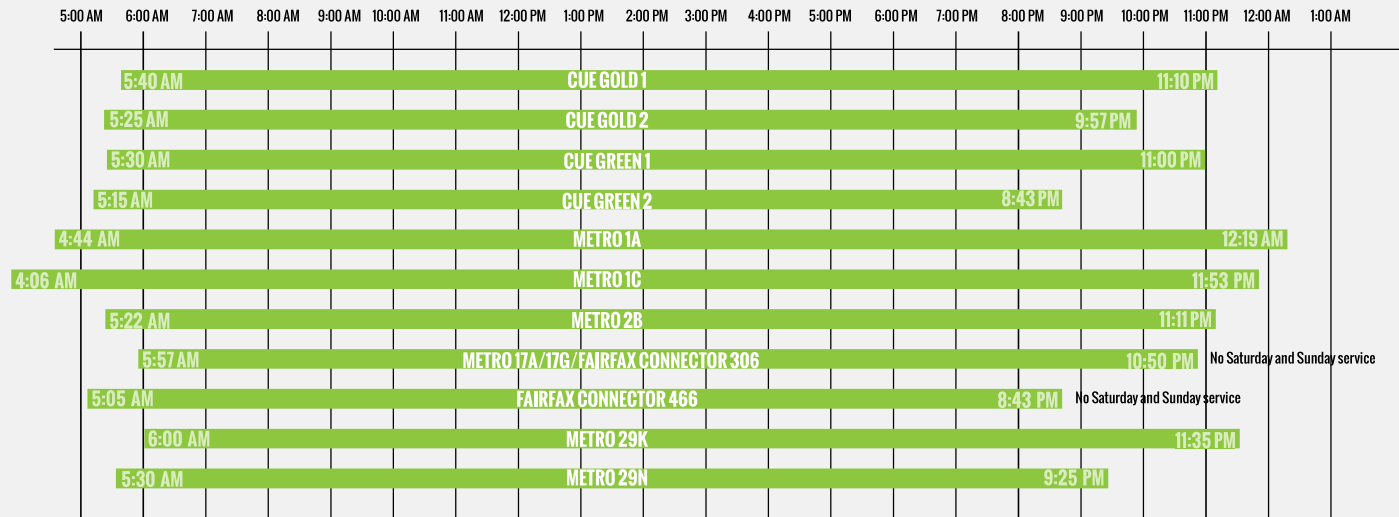 5:00 AM 6:00 AM 7:00 AM 8:00 AM 9:00 AM 10:00 AM 11:00 AM 12:00 PM 1:00 PM 2:00 PM 3:00 PM 4:00 PM 5:00 PM 6:00 PM 7:00 PM 8:00 PM 9:00 PM 10:00 PM 11:00 PM 12:00 AM 1:00 AM
5:40 AM CUE GOLD 1 11:10 PM
5:25 AM CUE GOLD 2 9:57 PM
5:30 AM CUE GREEN 1 11:00 PM
5:15 AM CUE GREEN 2 8:43 PM
4:44 AM METRO 1A 12:19 AM
4:06 AM METRO 1C 11:53 PM
5:22 AM METRO 2B 11:11 PM
5:57 AM METRO 17A/17G/FAIRFAX CONNECTOR 306 10:50 PM No Saturday and Sunday service
5:05 AM FAIRFAX CONNECTOR 466 8:43 PM No Saturday and Sunday service
6:00 AM METRO 29K 11:35 PM
5:30 AM METRO 29N 9:25 PM